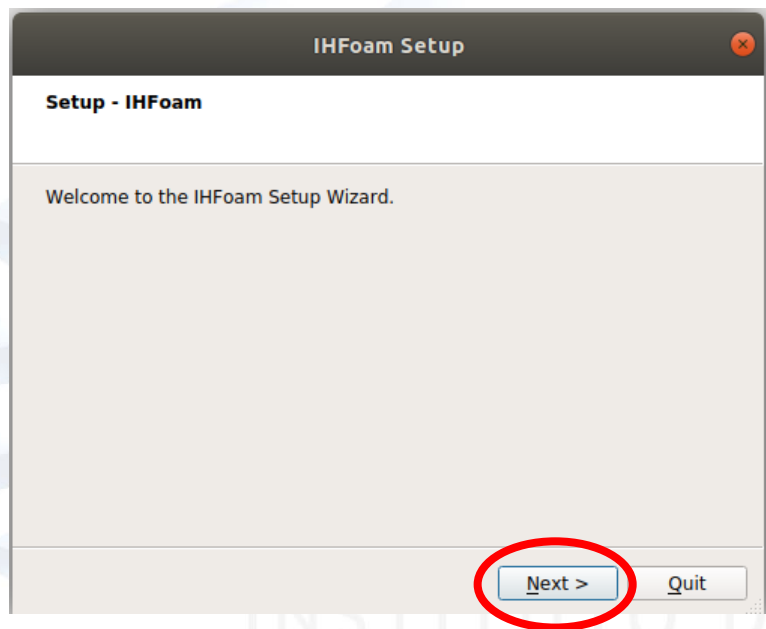 IHFoam Setup
Setup - IHFoam
Welcome to the IHFoam Setup Wizard.
Next >
Quit